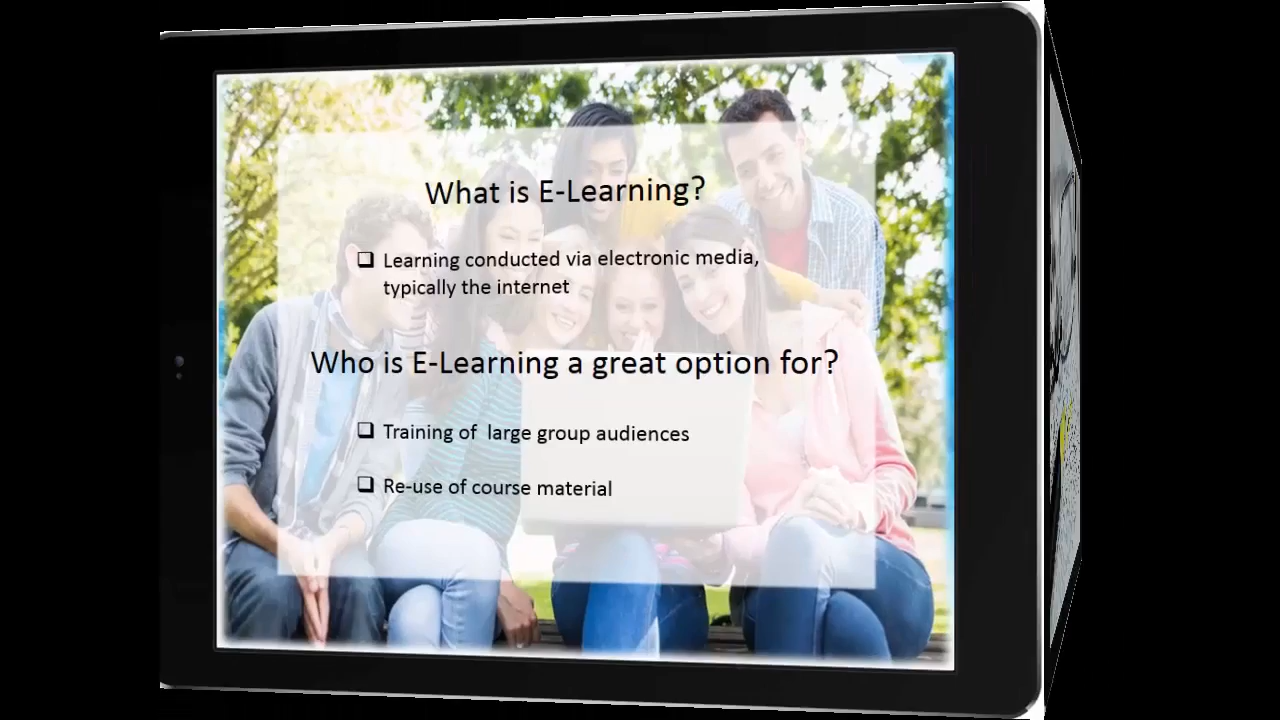 What is E-Learning?
❑ Learning conducted via electronic media,
typically the internet
Who is E-Learning a great option for?
❑ Training of  large group audiences
❑ Re-use of course material